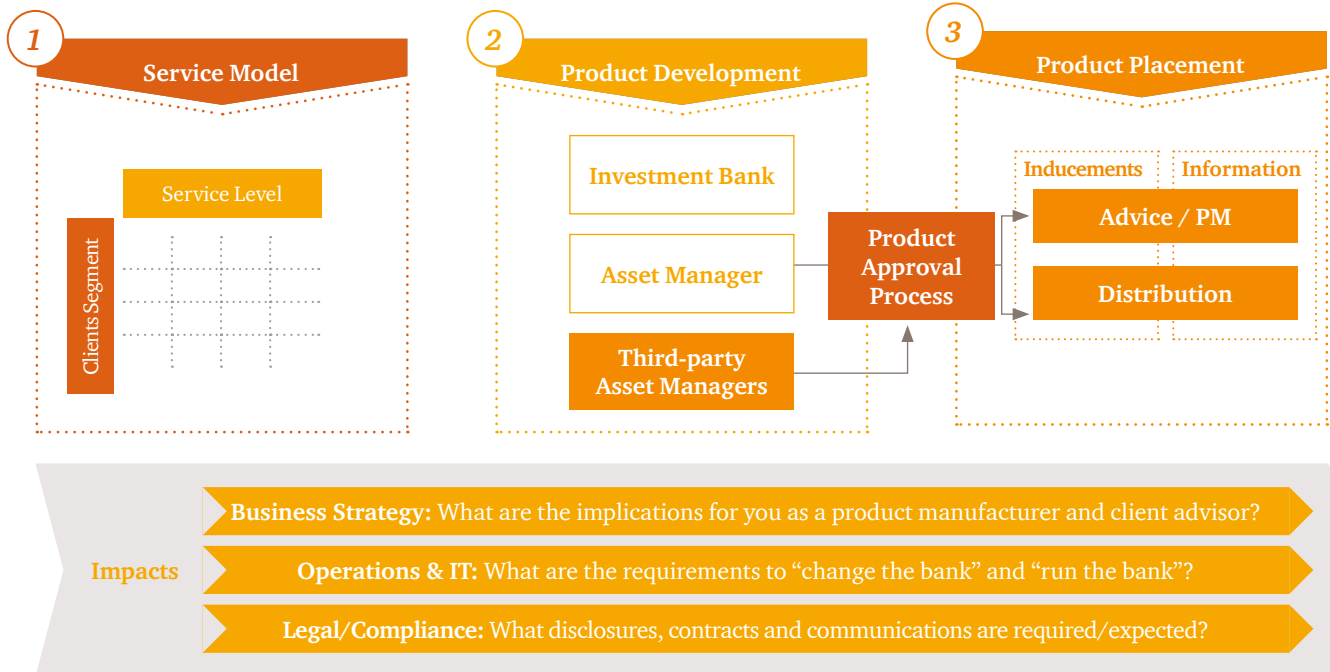 1
Service Model
Service Level
Clients Segment
2
Product Development
Investment Bank
Asset Manager
Third-party
Asset Managers
Product
Approval
Process
3
Product Placement
Inducements
Information
Advice / PM
Distribution
Impacts
Business Strategy: What are the implications for you as a product manufacturer and client advisor?
Operations & IT: What are the requirements to “change the bank” and “run the bank”?
Legal/Compliance: What disclosures, contracts and communications are required/expected?